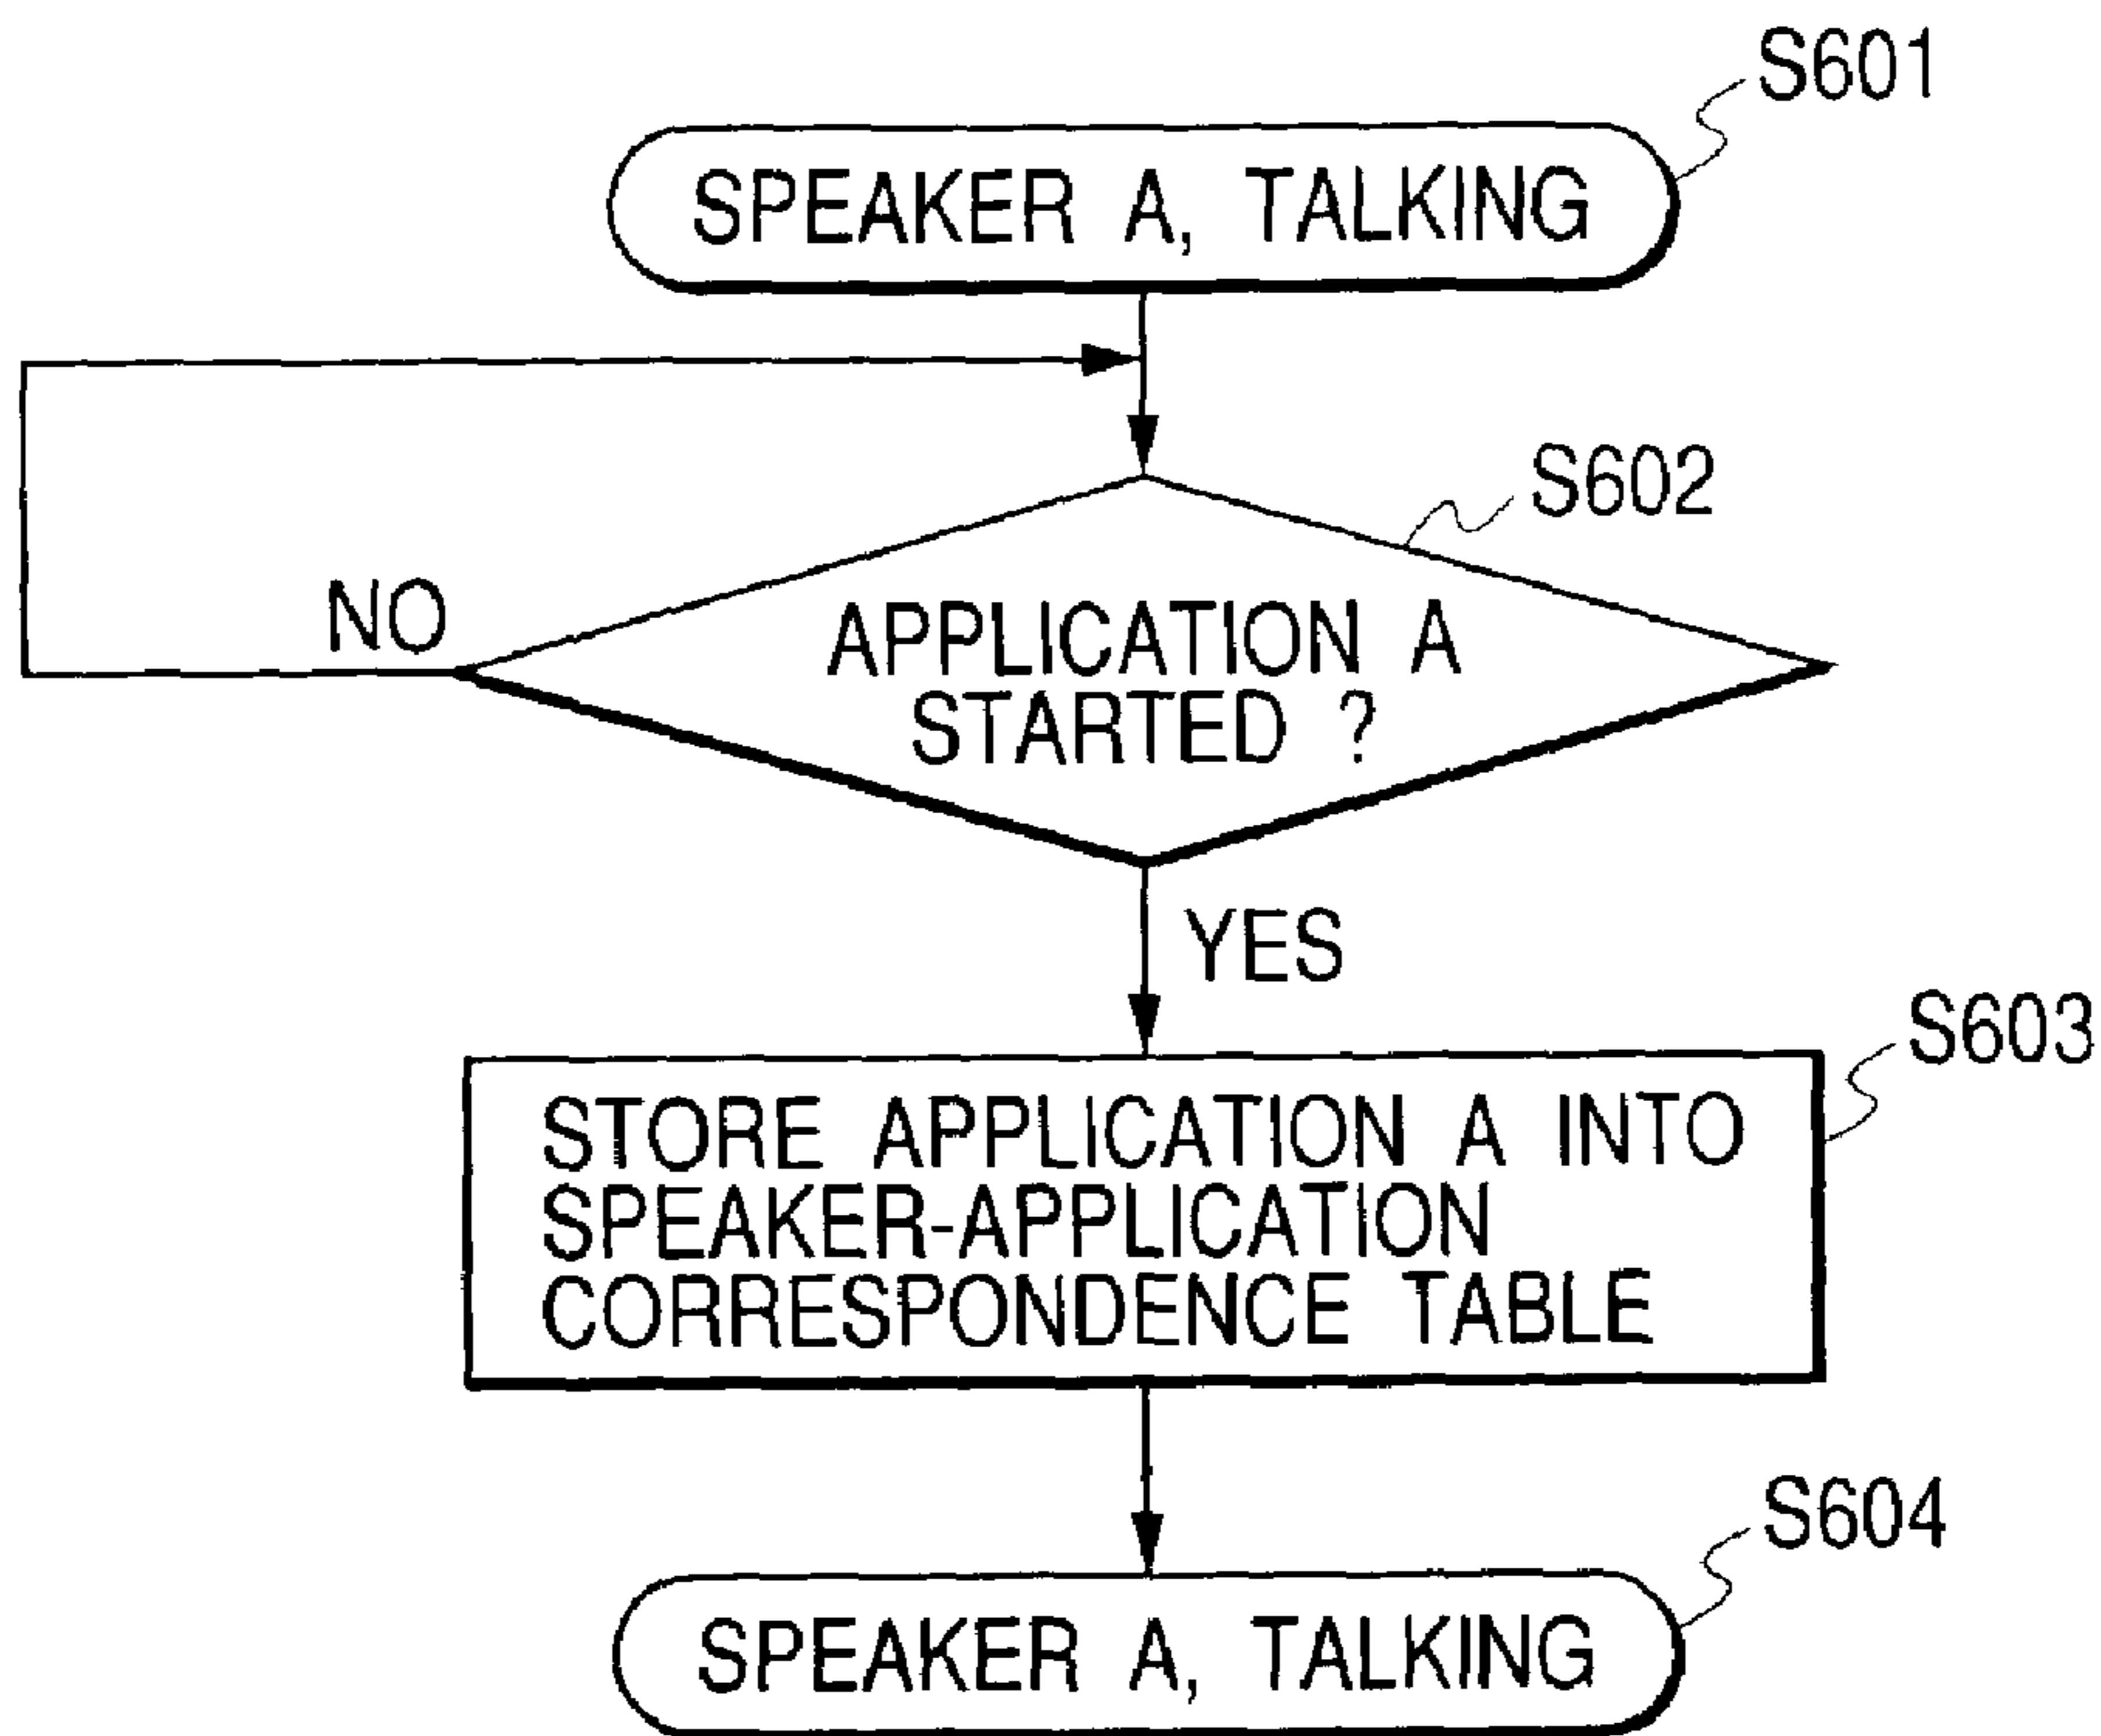 S601
SPEAKER A, TALKING
S602
NO
APPLICATION A
STARTED ?
YES
S603
STORE APPLICATION A INTO
SPEAKER-APPLICATION
CORRESPONDENCE TABLE
S604
SPEAKER A, TALKING